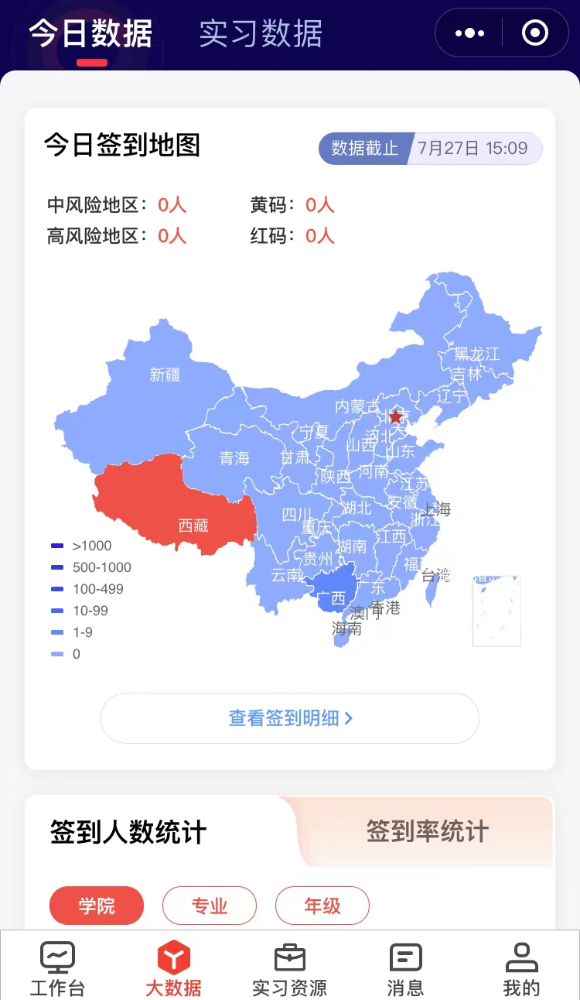 今日数据 实习数据
今日签到地图
数据截止 7月27日 15:09
中风险地区：0人 黄码：0人
高风险地区：0人 红码：0人
黑龙江
新疆 吉林
辽宁
内蒙古 北京
宁夏 河北
青海 甘肃 山西 山东
陕西 河南 江苏
四川 湖北 安徽 上海
西藏 重庆 浙江
湖南 江西
贵州
云南 台湾
广西 广东
澳门 香港
海南
>1000
500-1000
100-499
10-99
1-9
0
查看签到明细 >
签到人数统计 签到率统计
学院 专业 年级
工作台 大数据 实习资源 消息 我的